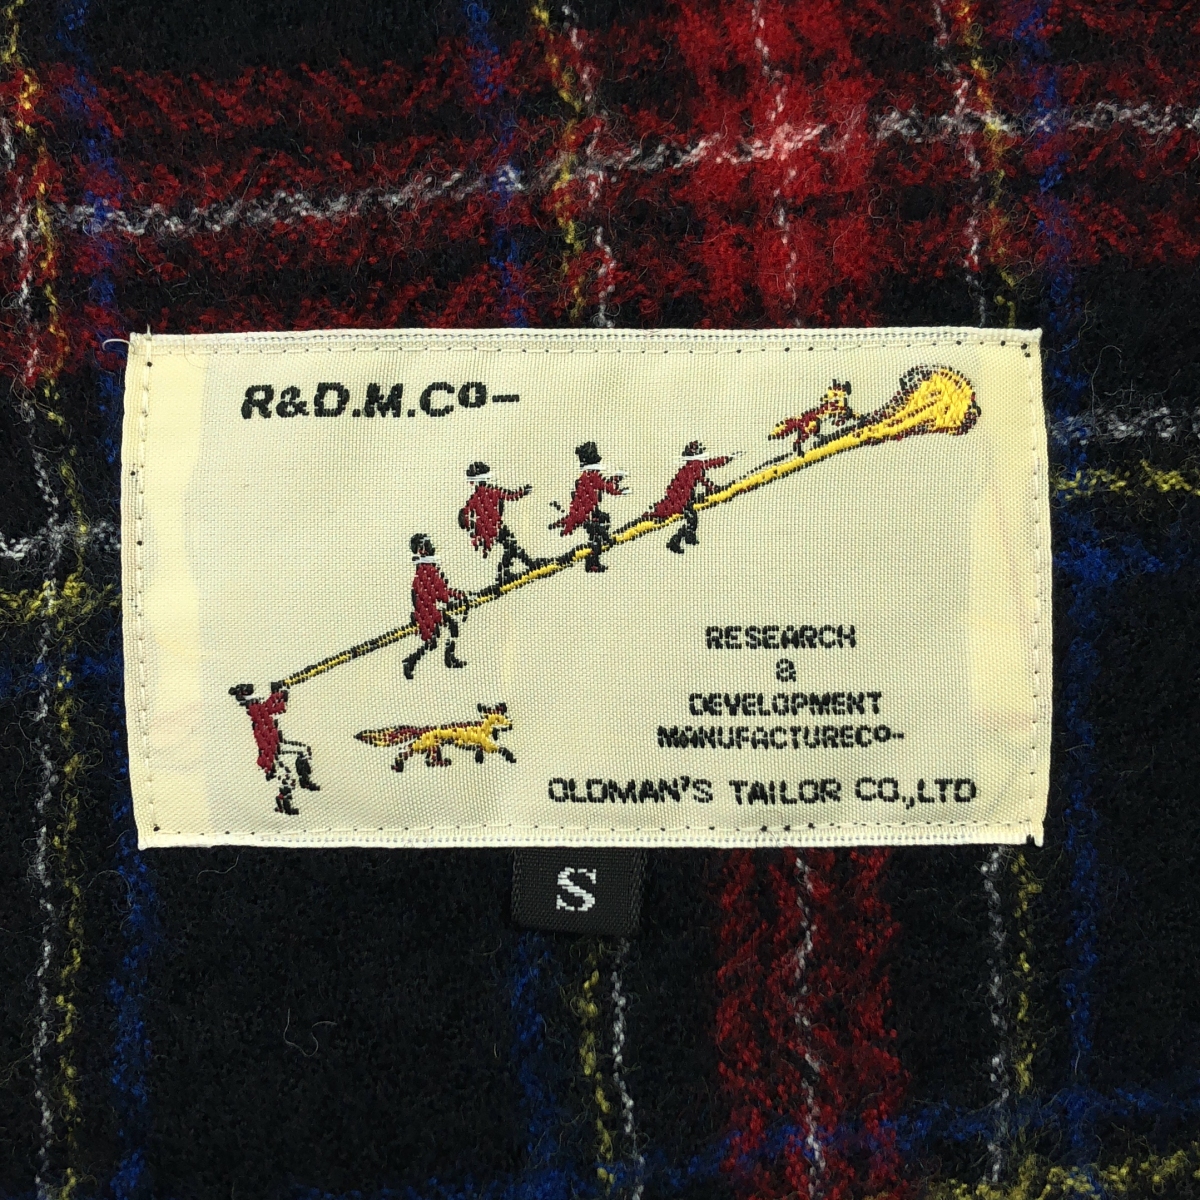 R&D.M.Co-
RESEARCH
&
DEVELOPMENT
MANUFACTURECO-
OLDMAN'S TAILOR CO.,LTD
S